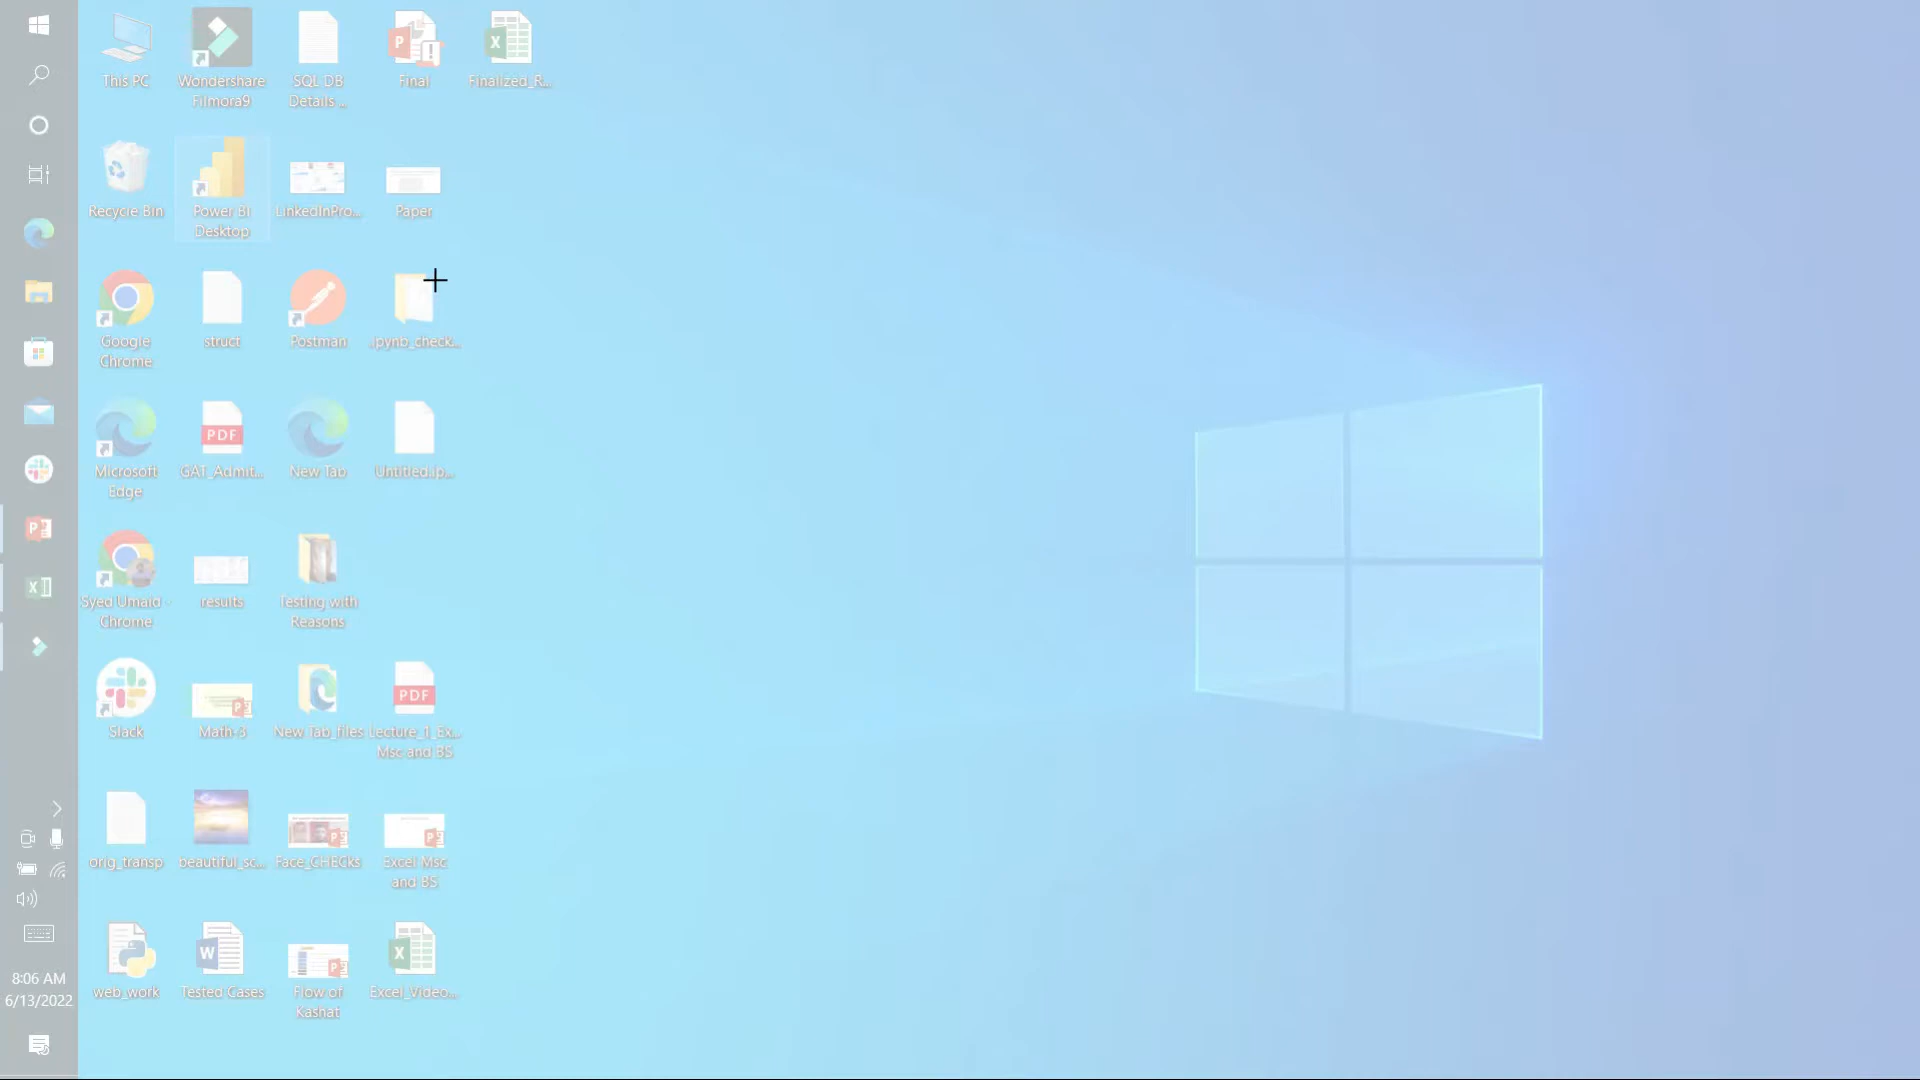 This PC
Wondershare
Filmora9
SQL DB
Details ...
Final
Finalized_R...
Recycle Bin
Power BI
Desktop
LinkedInPro...
Paper
Google
Chrome
struct
Postman
.ipynb_check...
Microsoft
Edge
PDF
GAT_Admit...
New Tab
Untitled.ip...
Syed Umaid -
Chrome
results
Testing with
Reasons
Slack
Math-3
New Tab_files
PDF
Lecture_1_Ex...
Msc and BS
orig_transp
beautiful_sc...
Face_CHECKs
Excel Msc
and BS
web_work
Tested Cases
Flow of
Kashat
Excel_Video...
8:06 AM
6/13/2022